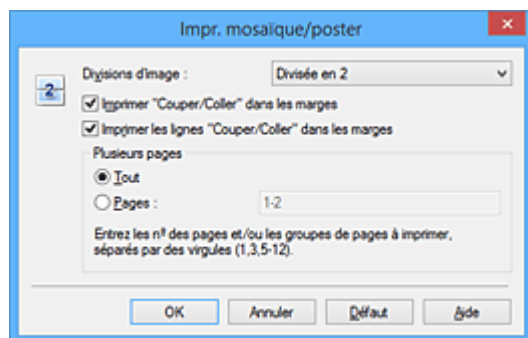 Impr. mosaïque/poster
Divisions d'image : Divisée en 2
2
Imprimer "Couper/Coller" dans les marges
Imprimer les lignes "Couper/Coller" dans les marges
Plusieurs pages
Tout
Pages : 1-2
Entrez les nº des pages et/ou les groupes de pages à imprimer,
séparés par des virgules (1,3,5-12).
OK Annuler Défaut Aide